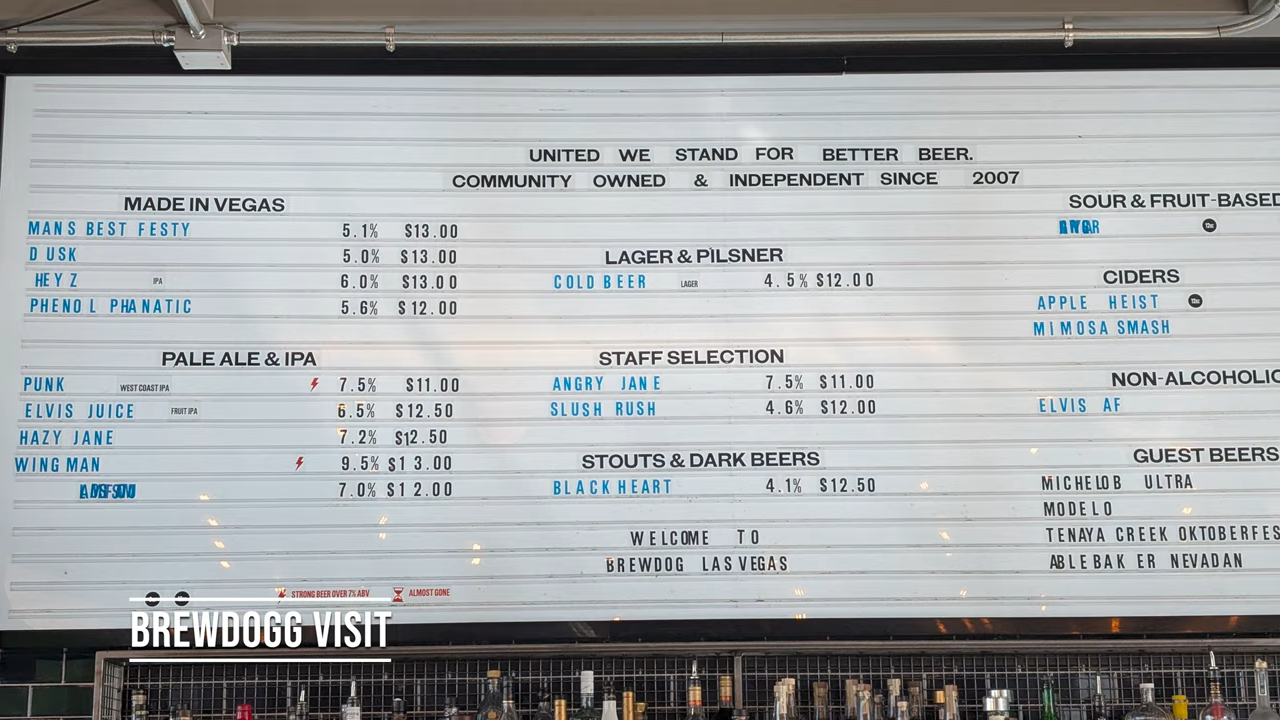 UNITED WE STAND FOR BETTER BEER.
COMMUNITY OWNED & INDEPENDENT SINCE 2007
MADE IN VEGAS
MANS BEST FESTY 5.1% $13.00
DUSK 5.0% $13.00
HEY Z IPA 6.0% $13.00
PHENOL PHANATIC 5.6% $12.00
PALE ALE & IPA
PUNK WEST COAST IPA 7.5% $11.00
ELVIS JUICE FRUIT IPA 6.5% $12.50
HAZY JANE 7.2% $12.50
WING MAN 9.5% $13.00
7.0% $12.00
STRONG BEER OVER 7% ABV ALMOST GONE
LAGER & PILSNER
COLD BEER LAGER 4.5% $12.00
STAFF SELECTION
ANGRY JANE 7.5% $11.00
SLUSH RUSH 4.6% $12.00
STOUTS & DARK BEERS
BLACK HEART 4.1% $12.50
WELCOME TO
BREWDOG LAS VEGAS
SOUR & FRUIT-BASED
12oz
CIDERS
APPLE HEIST 12oz
MIMOSA SMASH
NON-ALCOHOLIC
ELVIS AF
GUEST BEERS
MICHELOB ULTRA
MODELO
TENAYA CREEK OKTOBERFES
ABLE BAKER NEVADAN
BREWDOGG VISIT